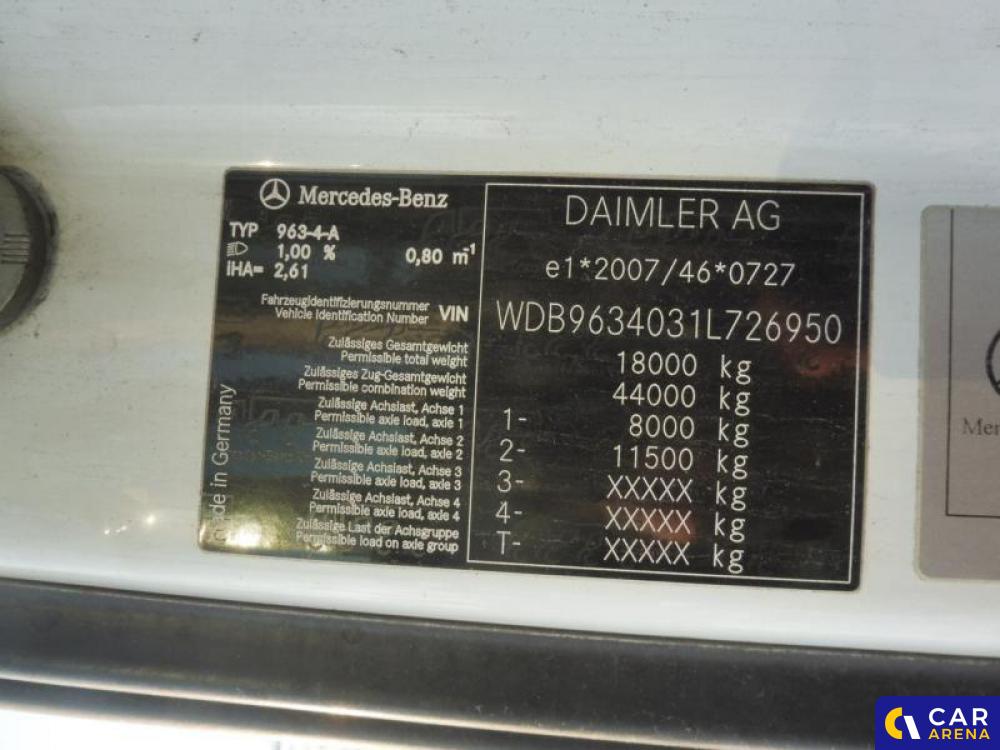 Mercedes-Benz
TYP 963-4-A
1,00 % 0,80 m⁻¹
IHA= 2,61
DAIMLER AG
e1*2007/46*0727
Fahrzeugidentifizierungsnummer
Vehicle Identification Number VIN
WDB9634031L726950
Zulässiges Gesamtgewicht
Permissible total weight
18000 kg
Zulässiges Zug-Gesamtgewicht
Permissible combination weight
44000 kg
Zulässige Achslast, Achse 1
Permissible axle load, axle 1
1- 8000 kg
Zulässige Achslast, Achse 2
Permissible axle load, axle 2
2- 11500 kg
Zulässige Achslast, Achse 3
Permissible axle load, axle 3
3- XXXXX kg
Zulässige Achslast, Achse 4
Permissible axle load, axle 4
4- XXXXX kg
Zulässige Last der Achsgruppe
Permissible load on axle group
T- XXXXX kg
Made in Germany
CAR
ARENA